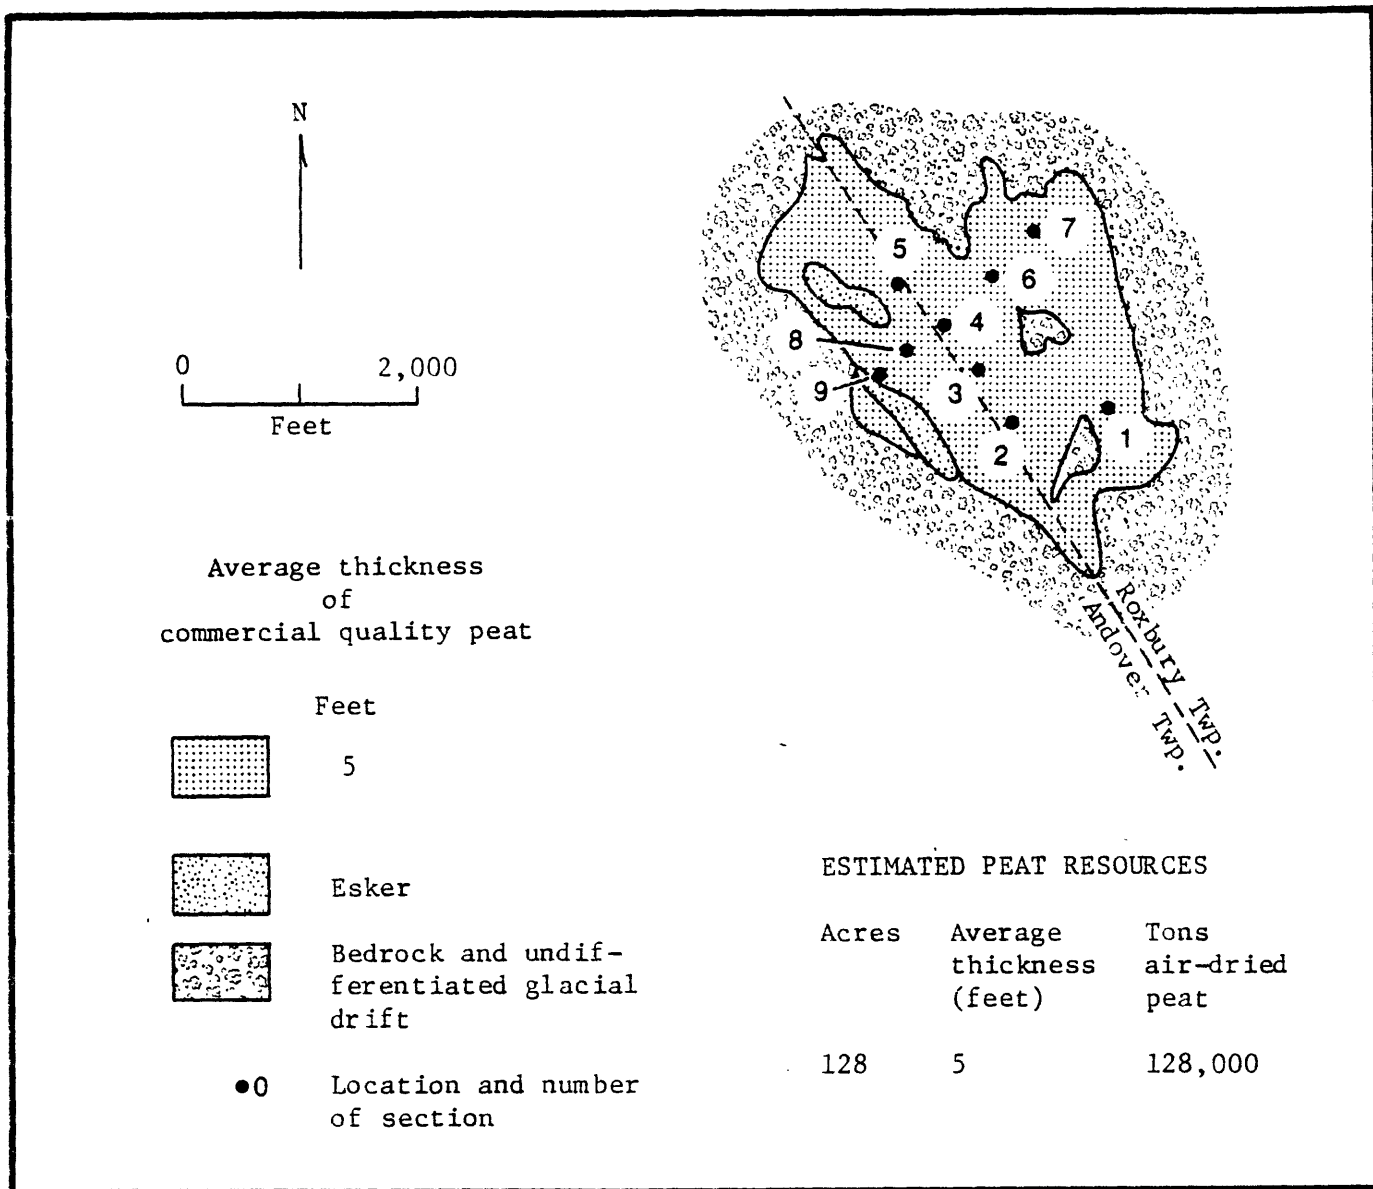 N
0 2,000
Feet
5
7
6
4
8
3
9
2
1
Roxbury Twp.
Andover Twp.
Average thickness
of
commercial quality peat
Feet
5
Esker
Bedrock and undif-
ferentiated glacial
drift
●0 Location and number
of section
ESTIMATED PEAT RESOURCES
Acres Average Tons
thickness air-dried
(feet) peat
128 5 128,000